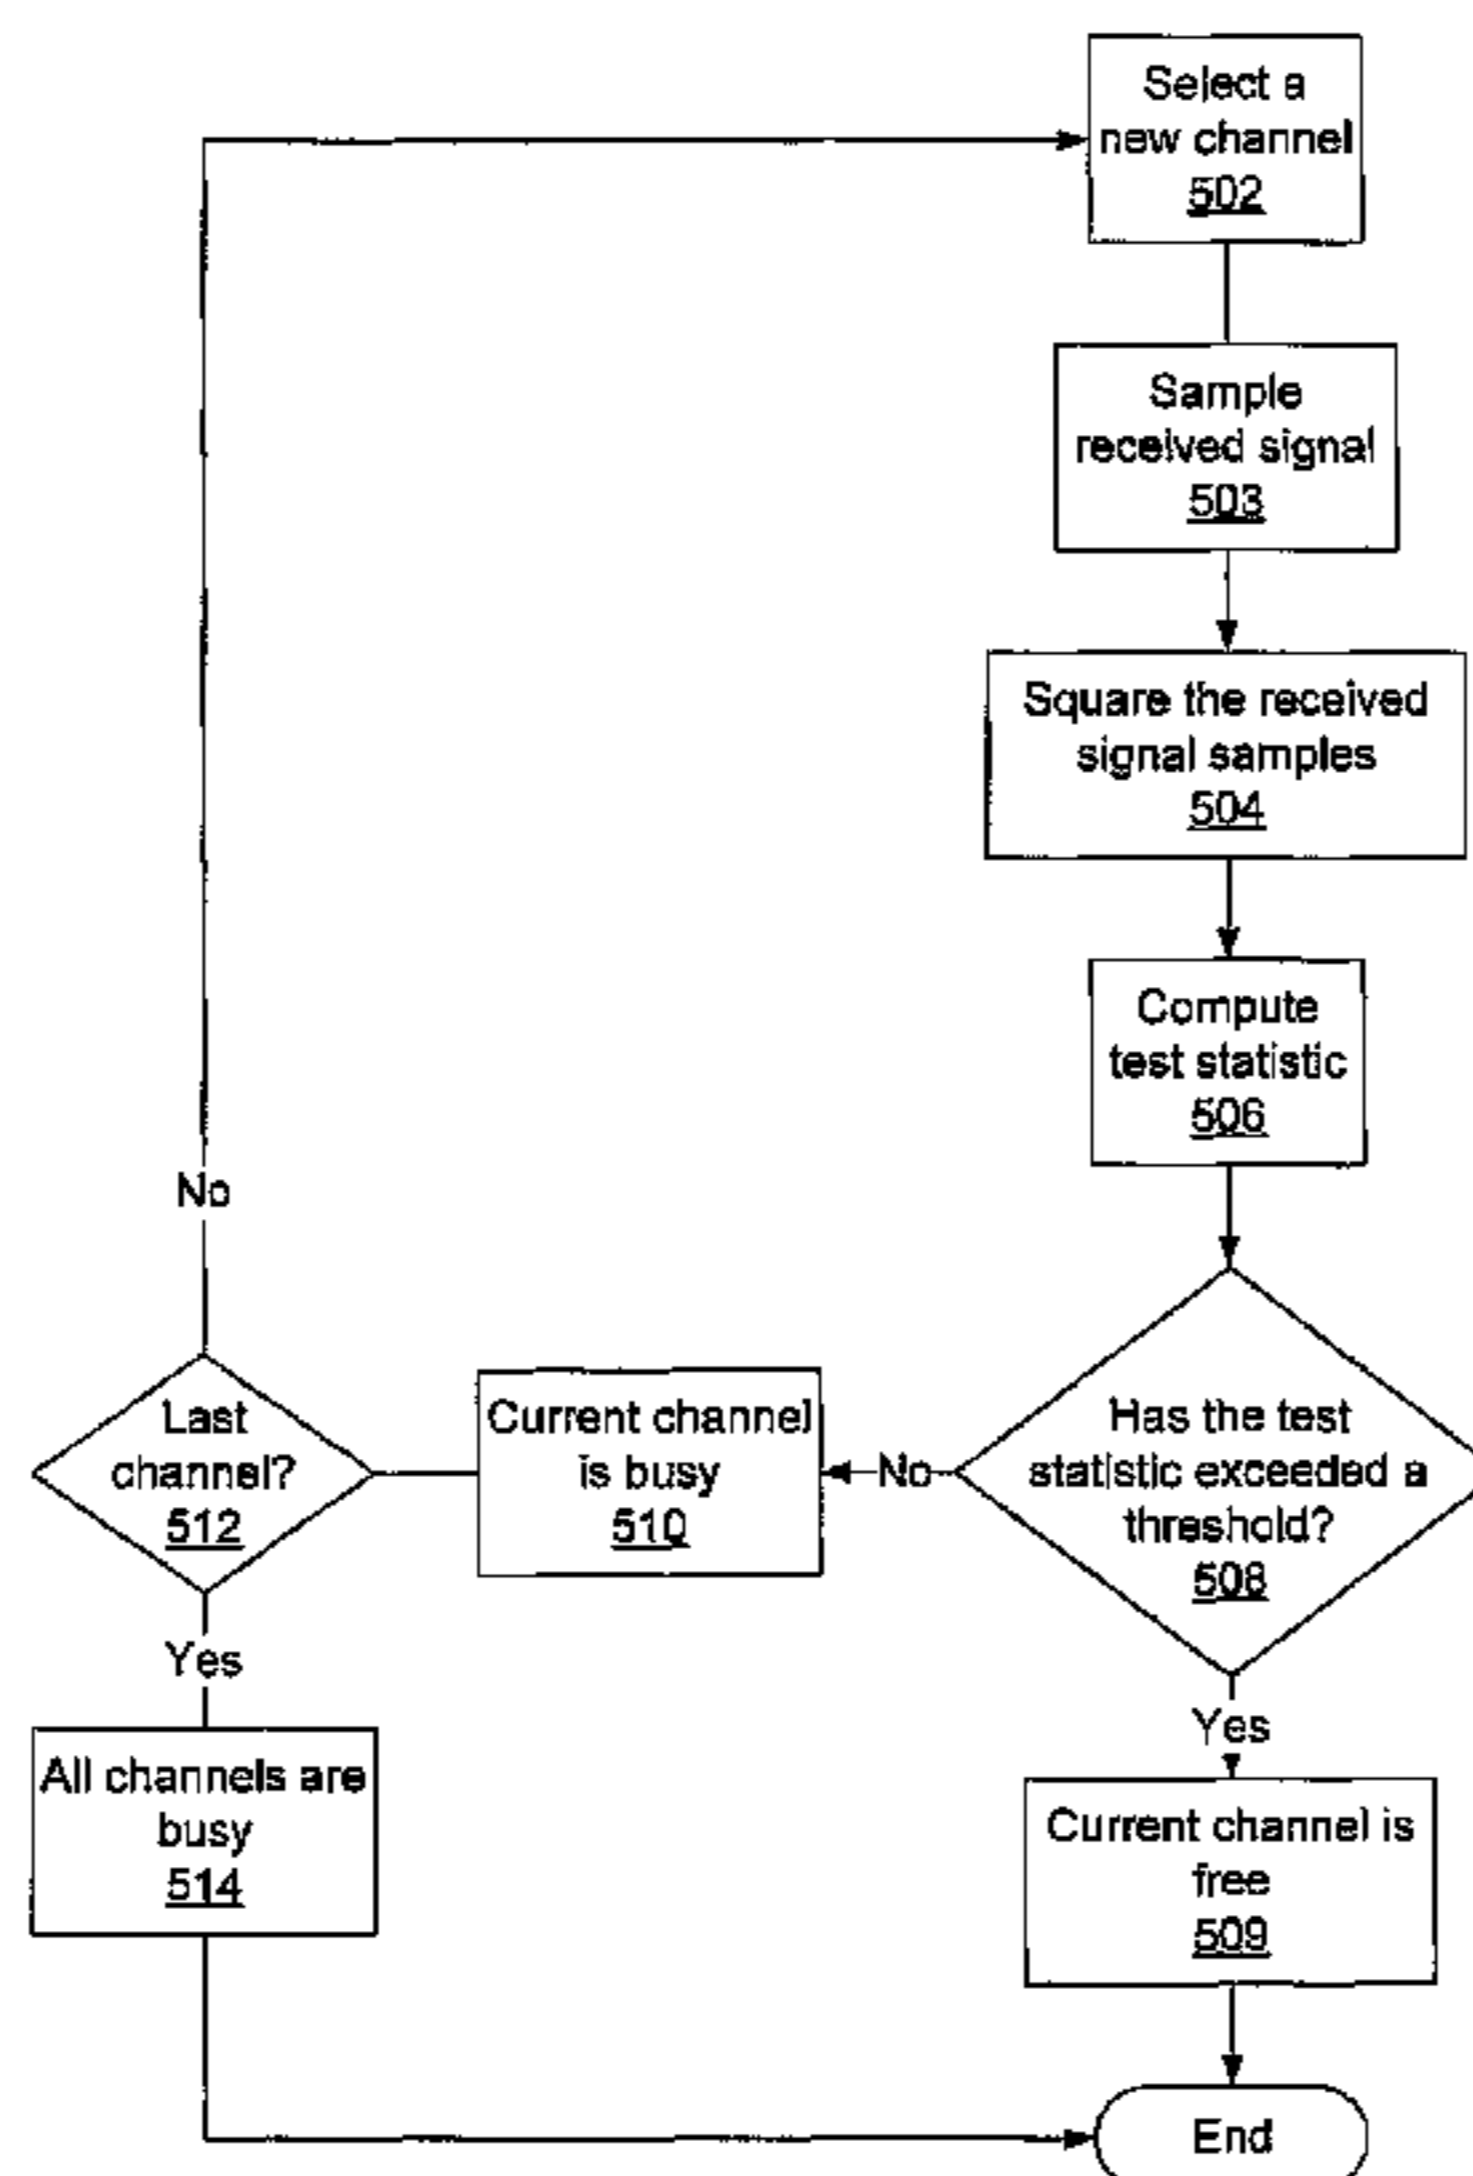 Select a
new channel
502
Sample
received signal
503
Square the received
signal samples
504
Compute
test statistic
506
No
Last
channel?
512
Current channel
is busy
510
No
Has the test
statistic exceeded a
threshold?
508
Yes
Yes
All channels are
busy
514
Current channel is
free
509
End